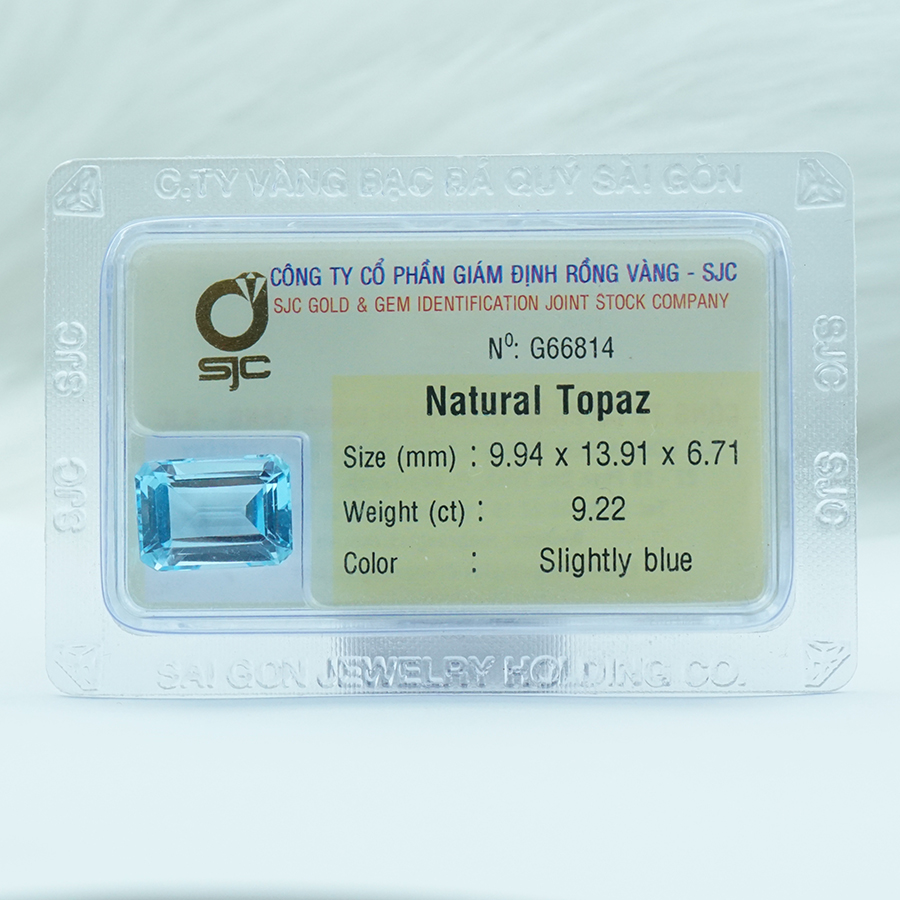 C.TY VÀNG BẠC ĐÁ QUÝ SÀI GÒN
CÔNG TY CỔ PHẦN GIÁM ĐỊNH RỒNG VÀNG - SJC
SJC GOLD & GEM IDENTIFICATION JOINT STOCK COMPANY
SJC
Nº: G66814
Natural Topaz
Size (mm) : 9.94 x 13.91 x 6.71
Weight (ct) : 9.22
Color : Slightly blue
SJC
SJC
SJC
SJC
SAI GON JEWELRY HOLDING CO.